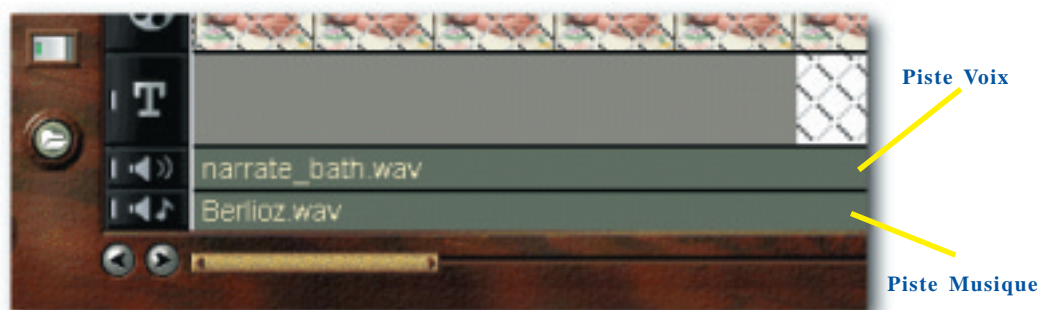 Piste Voix
T
narrate_bath.wav
Berlioz.wav
Piste Musique